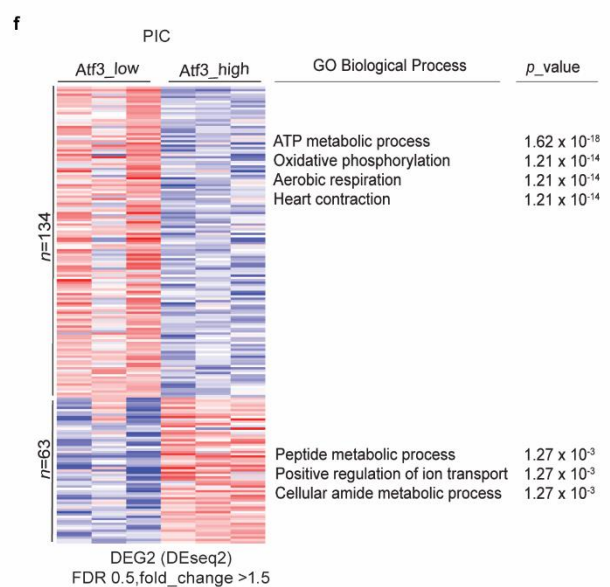 f
PIC
Atf3_low Atf3_high GO Biological Process p_value
n=134
ATP metabolic process 1.62 x 10-18
Oxidative phosphorylation 1.21 x 10-14
Aerobic respiration 1.21 x 10-14
Heart contraction 1.21 x 10-14
n=63
Peptide metabolic process 1.27 x 10-3
Positive regulation of ion transport 1.27 x 10-3
Cellular amide metabolic process 1.27 x 10-3
DEG2 (DEseq2)
FDR 0.5,fold_change >1.5